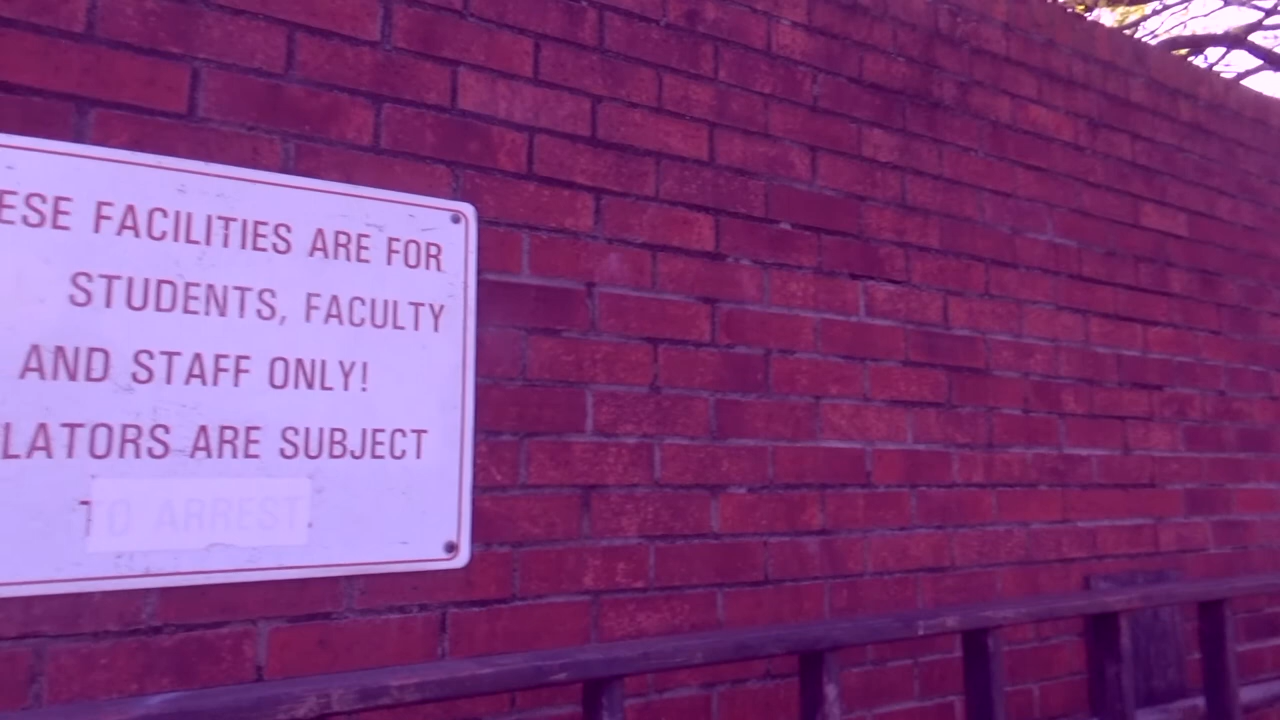 ESE FACILITIES ARE FOR
STUDENTS, FACULTY
AND STAFF ONLY!
LATORS ARE SUBJECT
TO ARREST.